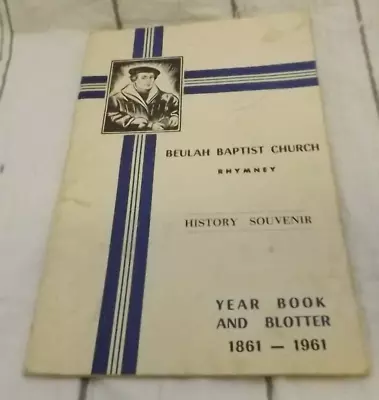 BEULAH BAPTIST CHURCH
RHYMNEY
HISTORY SOUVENIR
YEAR BOOK
AND BLOTTER
1861 — 1961